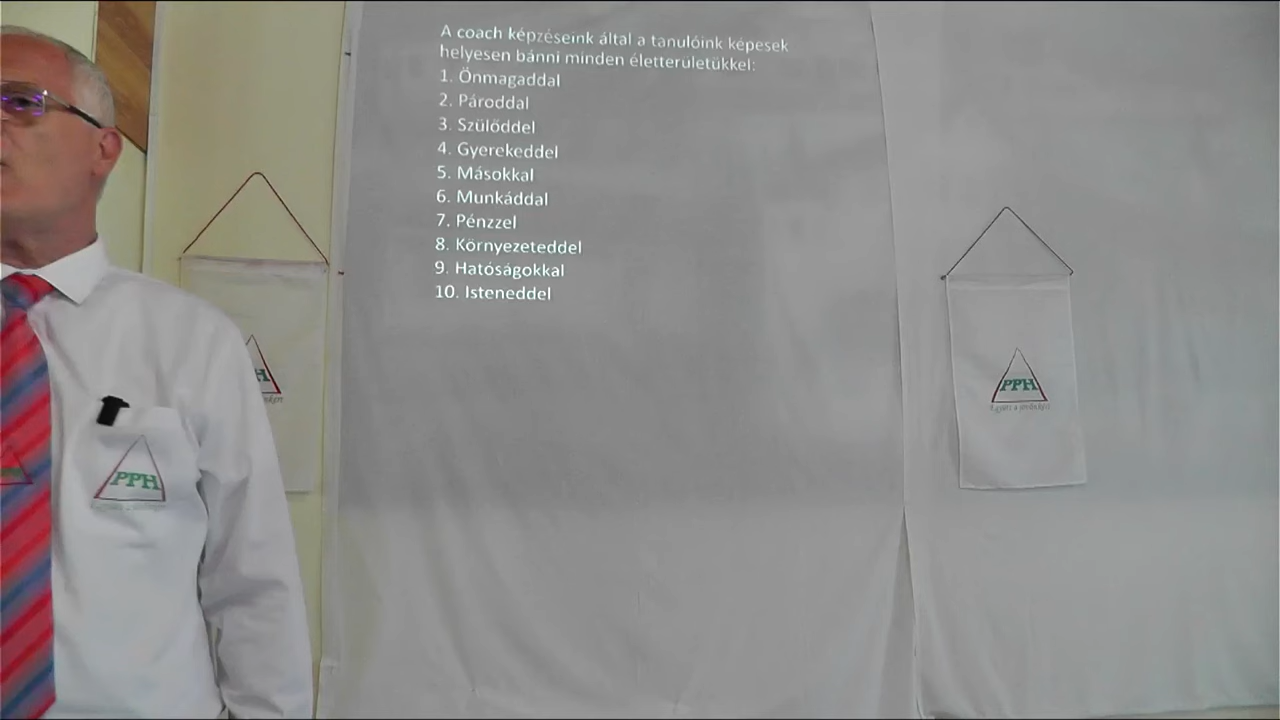 A coach képzéseink által a tanulóink képesek
helyesen bánni minden életterületükkel:
1. Önmagaddal
2. Pároddal
3. Szülőddel
4. Gyerekeddel
5. Másokkal
6. Munkáddal
7. Pénzzel
8. Környezeteddel
9. Hatóságokkal
10. Isteneddel
PPH
PPH